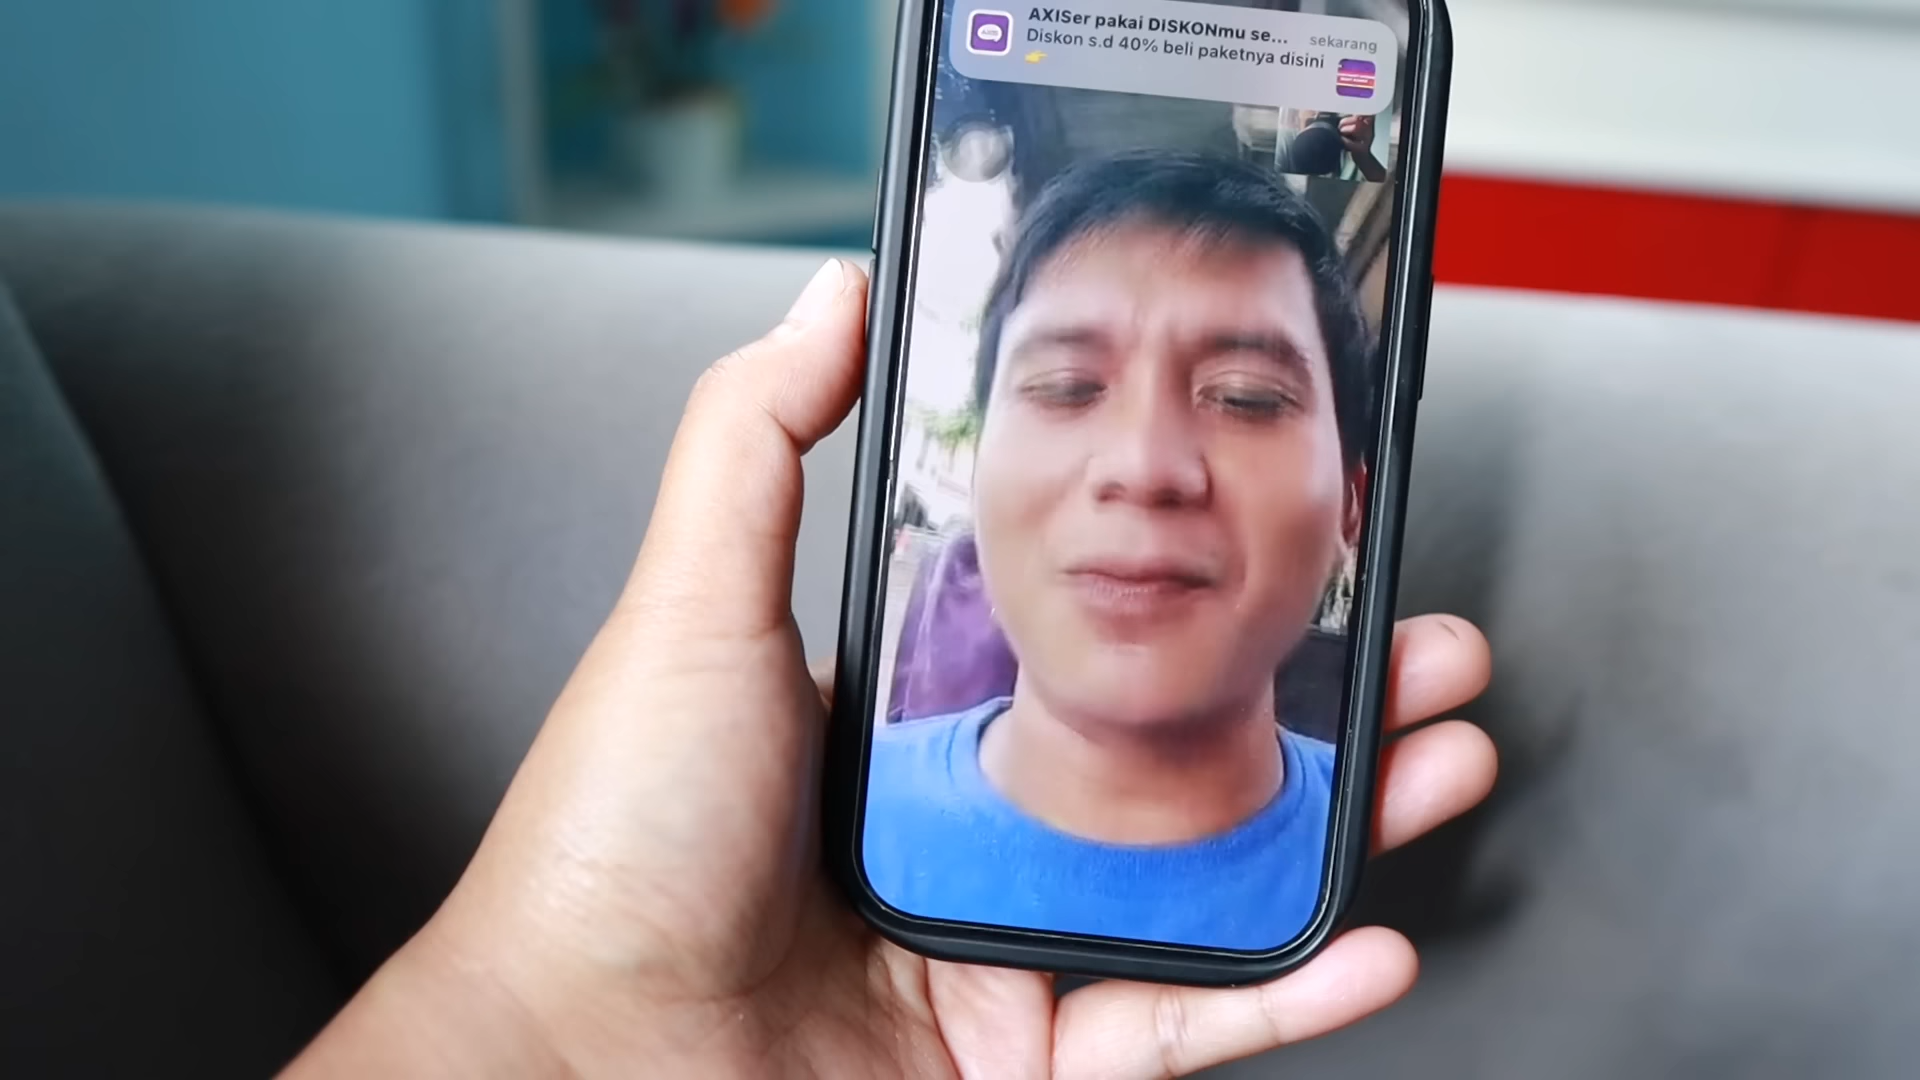 AXISer pakai DiSKONmu se...
sekarang
Diskon s.d 40% beli paketnya disini
👉